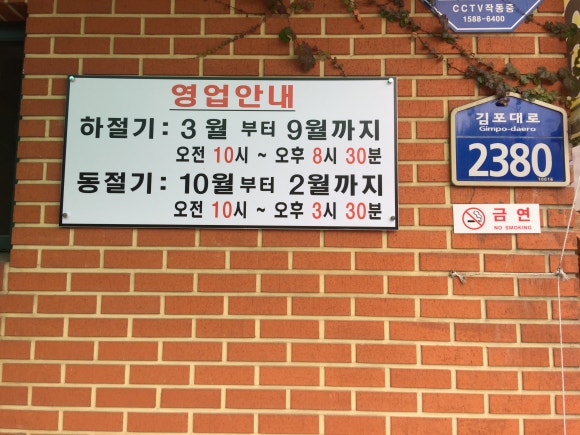 CCTV작동중
1588-6400
영업안내
하절기: 3월 부터 9월까지
오전 10시 ~ 오후 8시 30분
동절기: 10월부터 2월까지
오전 10시 ~ 오후 3시 30분
김포대로
Gimpo-daero
2380
금연
NO SMOKING